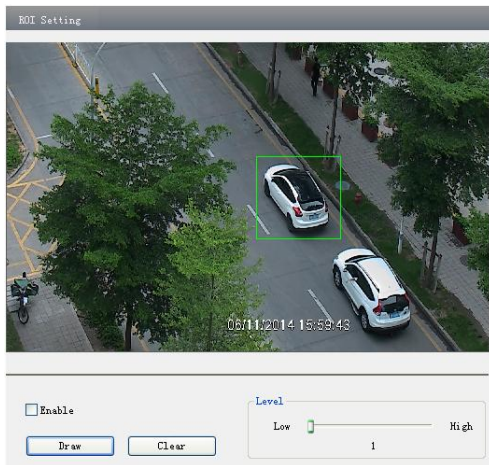 ROI Setting
06/11/2014 15:59:43
Enable
Level
Low High
1
Draw Clear